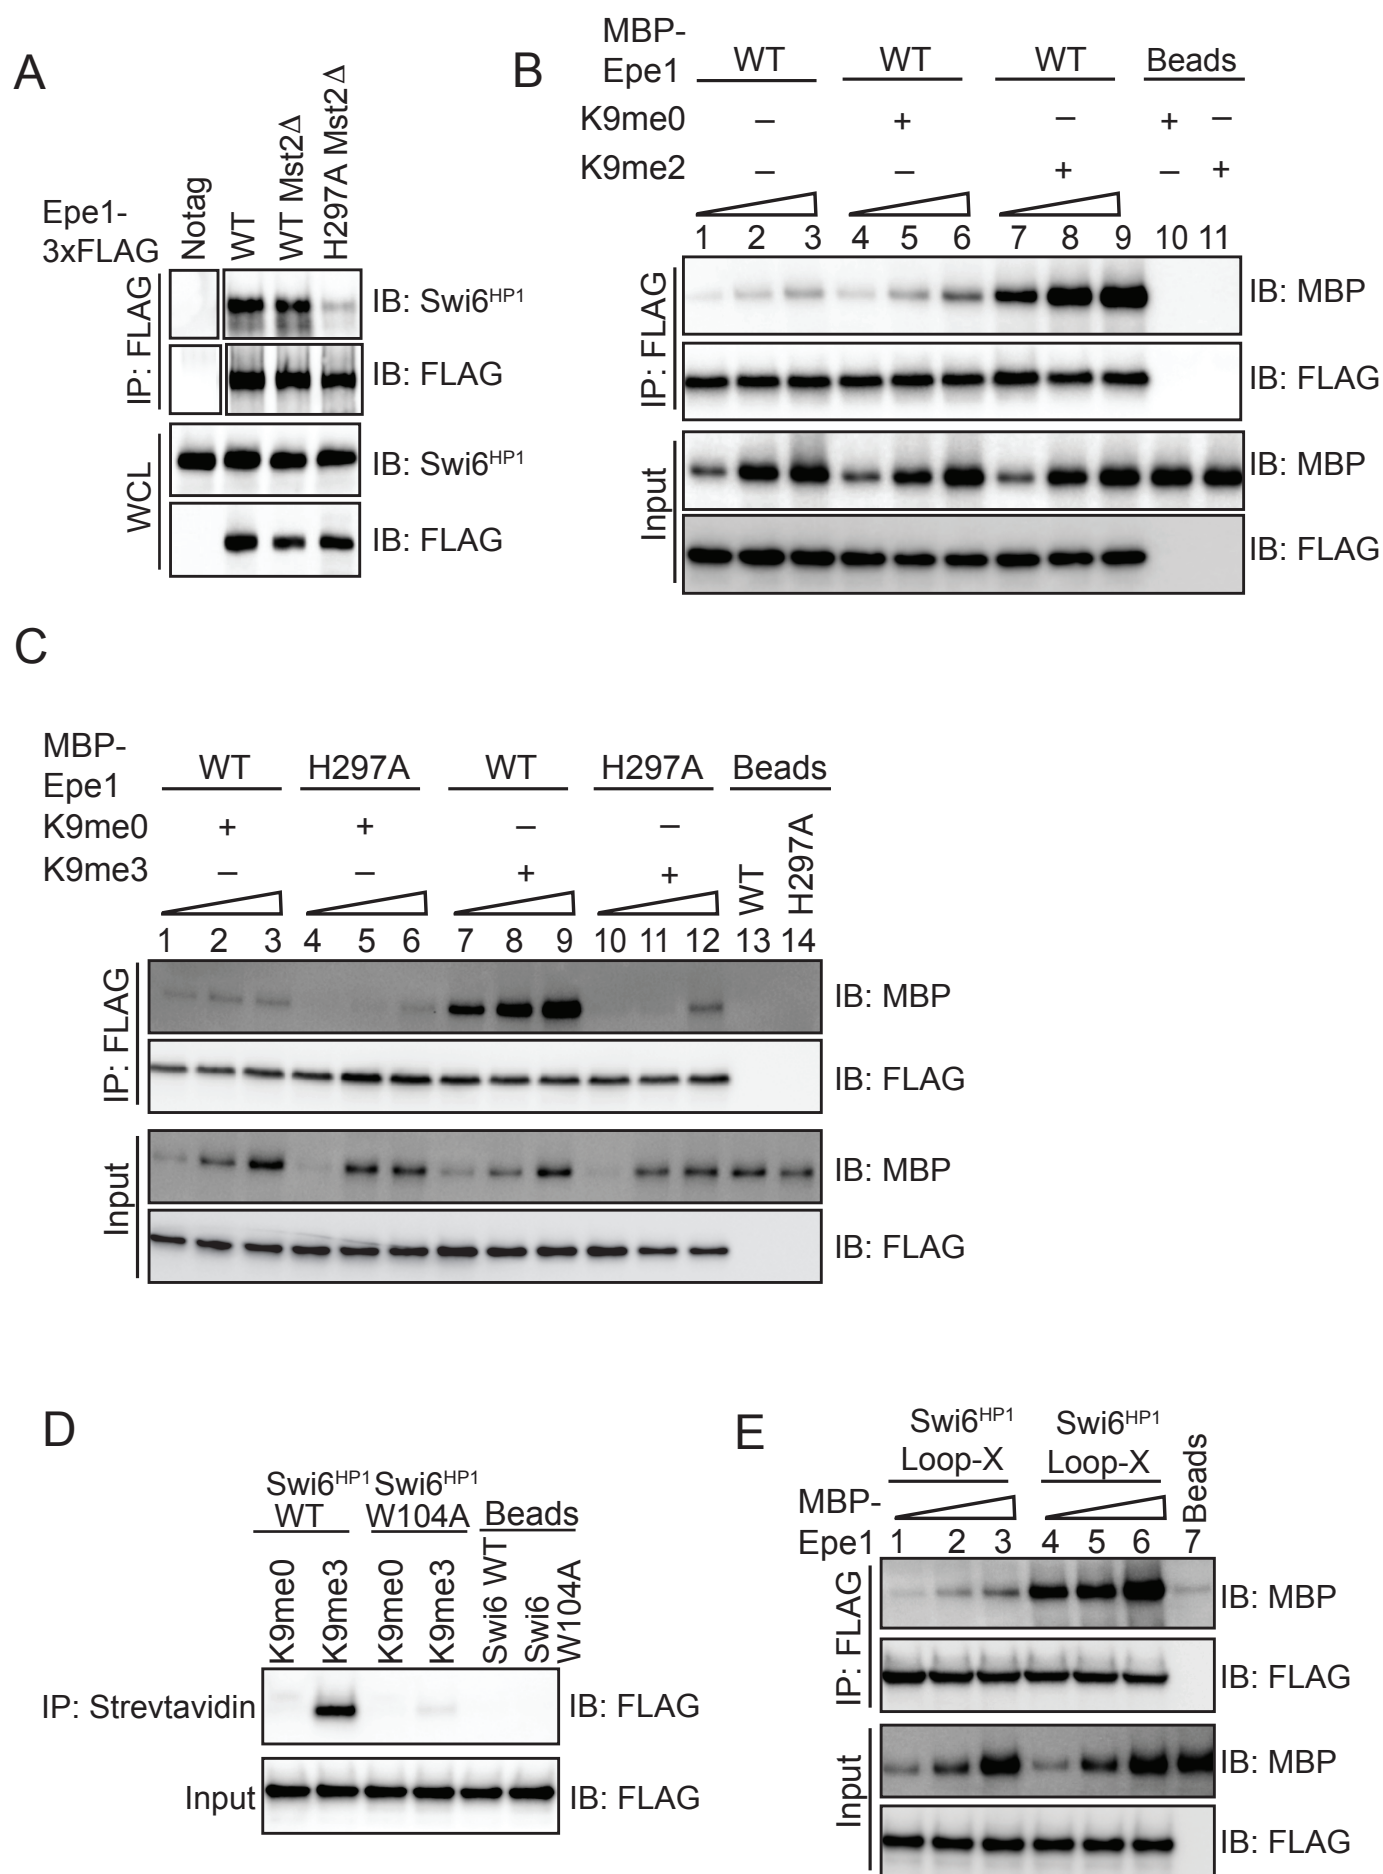 A
Epe1-
3xFLAG
Notag
WT
WT Mst2Δ
H297A Mst2Δ
IP: FLAG
IB: Swi6HP1
IB: FLAG
WCL
IB: Swi6HP1
IB: FLAG
B
MBP-
Epe1
WT WT WT Beads
K9me0 – + – + –
K9me2 – – + – +
1 2 3 4 5 6 7 8 9 10 11
IP: FLAG
IB: MBP
IB: FLAG
Input
IB: MBP
IB: FLAG
C
MBP-
Epe1
WT H297A WT H297A Beads
K9me0 + + – –
K9me3 – – + +
WT
H297A
1 2 3 4 5 6 7 8 9 10 11 12 13 14
IP: FLAG
IB: MBP
IB: FLAG
Input
IB: MBP
IB: FLAG
D
Swi6HP1 Swi6HP1
WT W104A Beads
K9me0
K9me3
K9me0
K9me3
Swi6 WT
Swi6
W104A
IP: Strevtavidin IB: FLAG
Input IB: FLAG
E
Swi6HP1 Swi6HP1
Loop-X Loop-X
Beads
MBP-
Epe1 1 2 3 4 5 6 7
IP: FLAG
IB: MBP
IB: FLAG
Input
IB: MBP
IB: FLAG